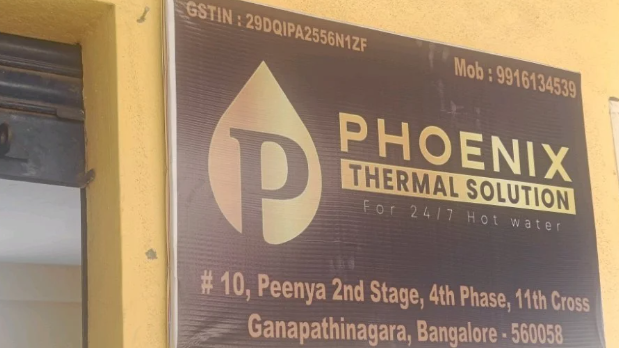 GSTIN : 29DQIPA2556N1ZF
Mob : 9916134539
P
PHOENIX
THERMAL SOLUTION
For 24/7 Hot water
# 10, Peenya 2nd Stage, 4th Phase, 11th Cross
Ganapathinagara, Bangalore - 560058